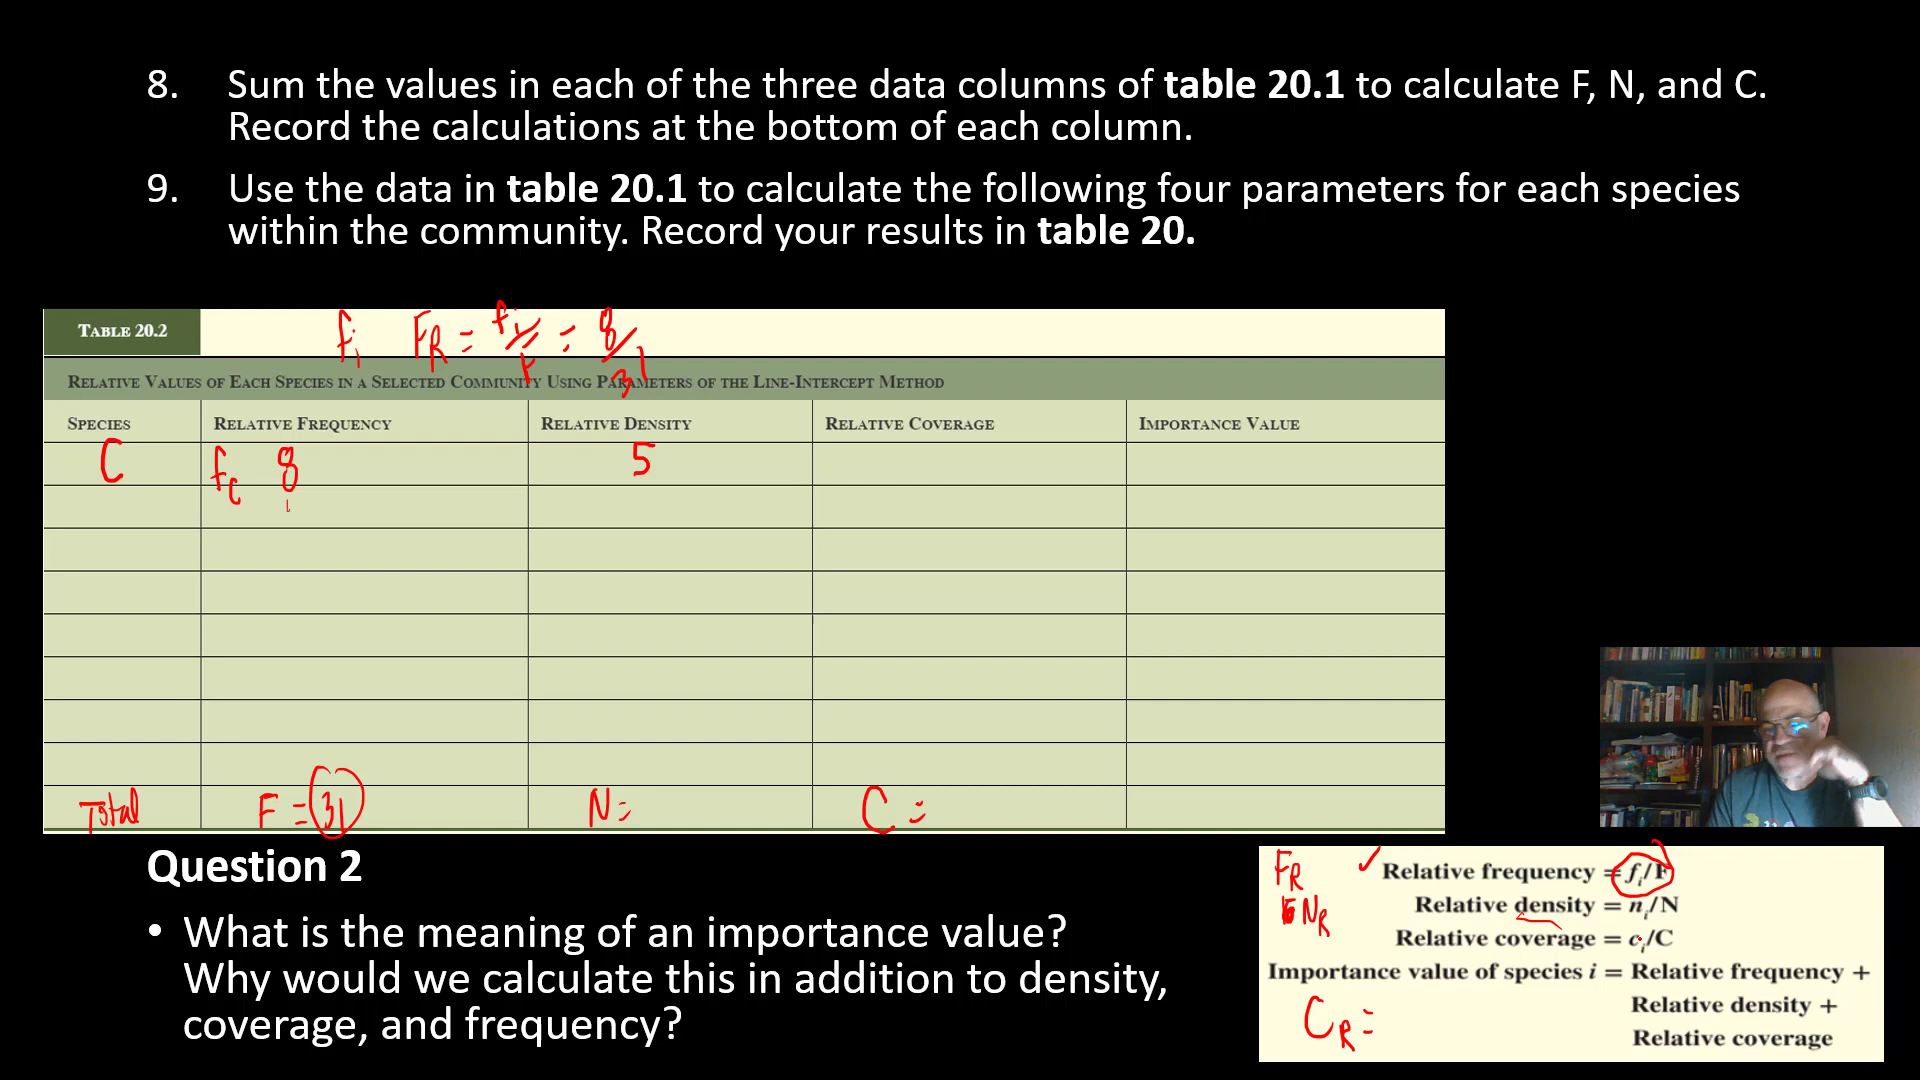 8. Sum the values in each of the three data columns of table 20.1 to calculate F, N, and C.
Record the calculations at the bottom of each column.
9. Use the data in table 20.1 to calculate the following four parameters for each species
within the community. Record your results in table 20.
TABLE 20.2
fi FR = fi/F = 8/31
RELATIVE VALUES OF EACH SPECIES IN A SELECTED COMMUNITY USING PARAMETERS OF THE LINE-INTERCEPT METHOD
SPECIES RELATIVE FREQUENCY RELATIVE DENSITY RELATIVE COVERAGE IMPORTANCE VALUE
C fc 8 5
Total F = 31 N = C =
Question 2
• What is the meaning of an importance value?
Why would we calculate this in addition to density,
coverage, and frequency?
FR ✓ Relative frequency = fi/F
NR Relative density = ni/N
Relative coverage = ci/C
Importance value of species i = Relative frequency +
Relative density +
CR =
Relative coverage